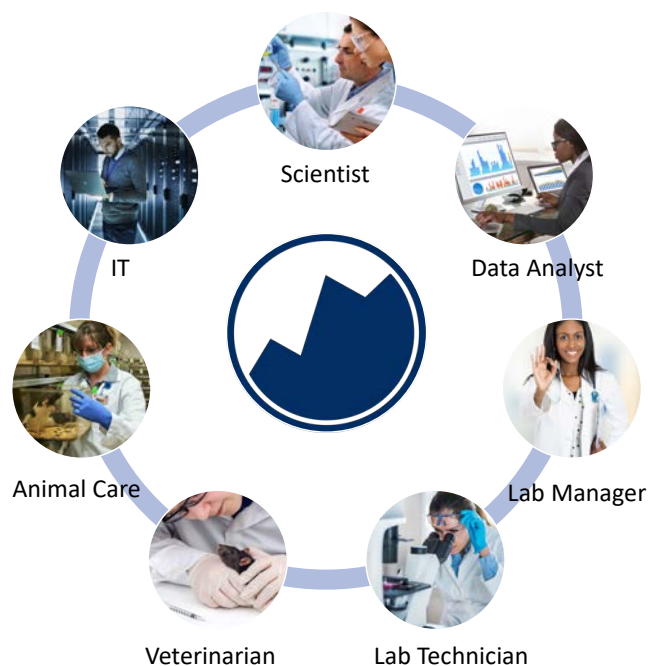 Scientist
IT
Data Analyst
Animal Care
Lab Manager
Veterinarian
Lab Technician